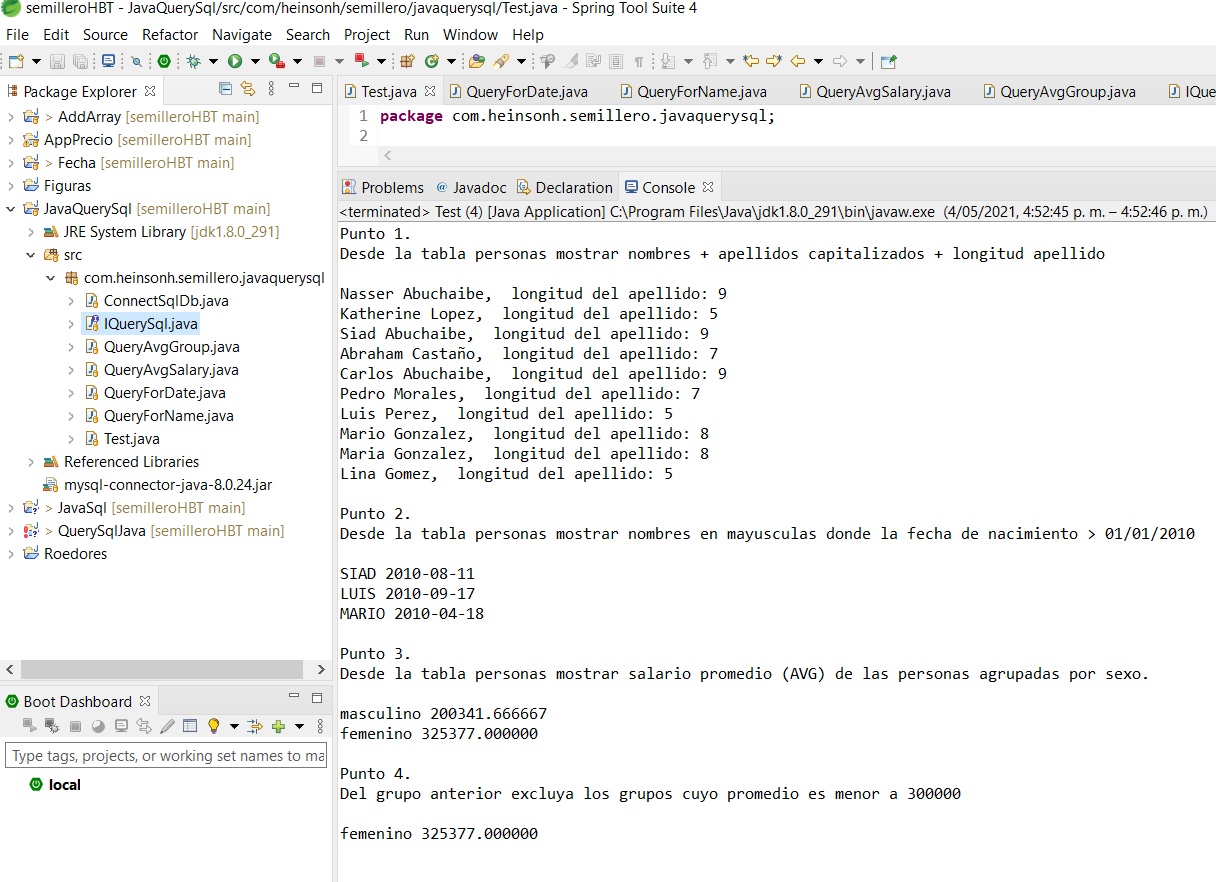 semilleroHBT - JavaQuerySql/src/com/heinsonh/semillero/javaquerysql/Test.java - Spring Tool Suite 4
File Edit Source Refactor Navigate Search Project Run Window Help
Package Explorer
> AddArray [semilleroHBT main]
AppPrecio [semilleroHBT main]
> Fecha [semilleroHBT main]
Figuras
JavaQuerySql [semilleroHBT main]
JRE System Library [jdk1.8.0_291]
src
com.heinsonh.semillero.javaquerysql
ConnectSqlDb.java
IQuerySql.java
QueryAvgGroup.java
QueryAvgSalary.java
QueryForDate.java
QueryForName.java
Test.java
Referenced Libraries
mysql-connector-java-8.0.24.jar
> JavaSql [semilleroHBT main]
> QuerySqlJava [semilleroHBT main]
Roedores
Boot Dashboard
Type tags, projects, or working set names to ma
local
Test.java QueryForDate.java QueryForName.java QueryAvgSalary.java QueryAvgGroup.java IQue
1 package com.heinsonh.semillero.javaquerysql;
2
Problems Javadoc Declaration Console
<terminated> Test (4) [Java Application] C:\Program Files\Java\jdk1.8.0_291\bin\javaw.exe (4/05/2021, 4:52:45 p. m. – 4:52:46 p. m.)
Punto 1.
Desde la tabla personas mostrar nombres + apellidos capitalizados + longitud apellido
Nasser Abuchaibe,  longitud del apellido: 9
Katherine Lopez,  longitud del apellido: 5
Siad Abuchaibe,  longitud del apellido: 9
Abraham Castaño,  longitud del apellido: 7
Carlos Abuchaibe,  longitud del apellido: 9
Pedro Morales,  longitud del apellido: 7
Luis Perez,  longitud del apellido: 5
Mario Gonzalez,  longitud del apellido: 8
Maria Gonzalez,  longitud del apellido: 8
Lina Gomez,  longitud del apellido: 5
Punto 2.
Desde la tabla personas mostrar nombres en mayusculas donde la fecha de nacimiento > 01/01/2010
SIAD 2010-08-11
LUIS 2010-09-17
MARIO 2010-04-18
Punto 3.
Desde la tabla personas mostrar salario promedio (AVG) de las personas agrupadas por sexo.
masculino 200341.666667
femenino 325377.000000
Punto 4.
Del grupo anterior excluya los grupos cuyo promedio es menor a 300000
femenino 325377.000000